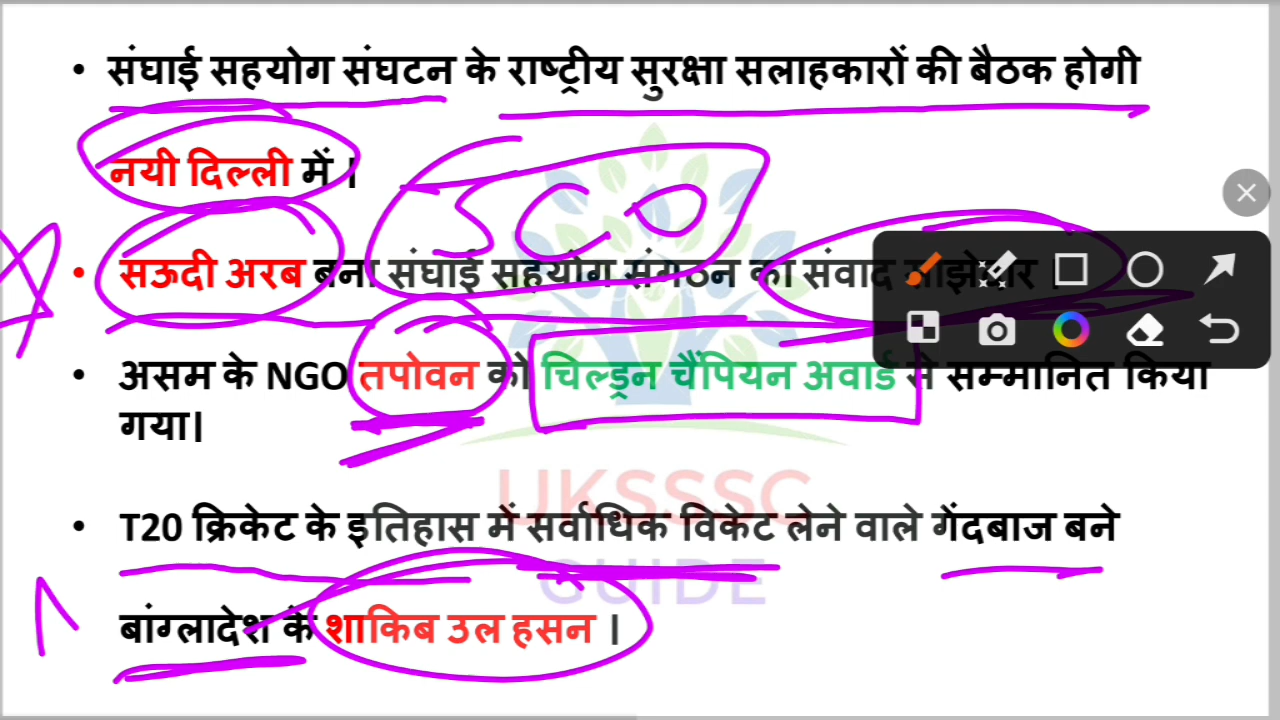 • संघाई सहयोग संघटन के राष्ट्रीय सुरक्षा सलाहकारों की बैठक होगी
नयी दिल्ली में ।
SCO
• सऊदी अरब बना संघाई सहयोग संगठन का संवाद
• असम के NGO तपोवन को चिल्ड्रन चैंपियन अवार्ड से सम्मानित किया
गया।
UKSSSC
• T20 क्रिकेट के इतिहास में सर्वाधिक विकेट लेने वाले गेंदबाज बने
GUIDE
बांग्लादेश के शाकिब उल हसन ।